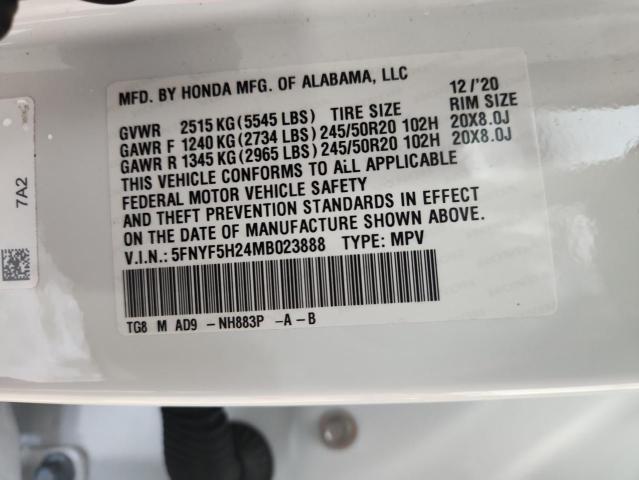 MFD. BY HONDA MFG. OF ALABAMA, LLC 12/'20
GVWR 2515 KG (5545 LBS) TIRE SIZE RIM SIZE
GAWR F 1240 KG (2734 LBS) 245/50R20 102H 20X8.0J
GAWR R 1345 KG (2965 LBS) 245/50R20 102H 20X8.0J
THIS VEHICLE CONFORMS TO ALL APPLICABLE
FEDERAL MOTOR VEHICLE SAFETY
AND THEFT PREVENTION STANDARDS IN EFFECT
ON THE DATE OF MANUFACTURE SHOWN ABOVE.
V.I.N.: 5FNYF5H24MB023888 TYPE: MPV
TG8 M AD9 -NH883P -A-B
7A2